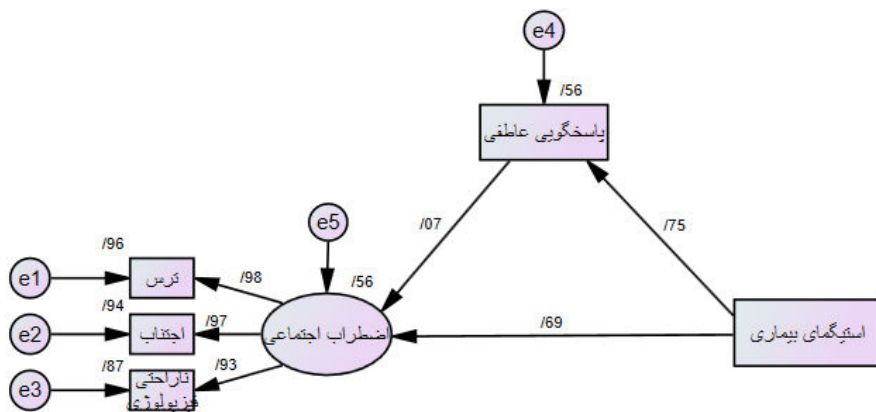 e4
/56
پاسخگویی عاطفی
e5
/07
/75
/96
/98
/56
e1
ترس
/94
/97
/69
e2
اجتناب
اضطراب اجتماعی
استیگمای بیماری
/87
/93
e3
ناراحتی
فیزیولوژی